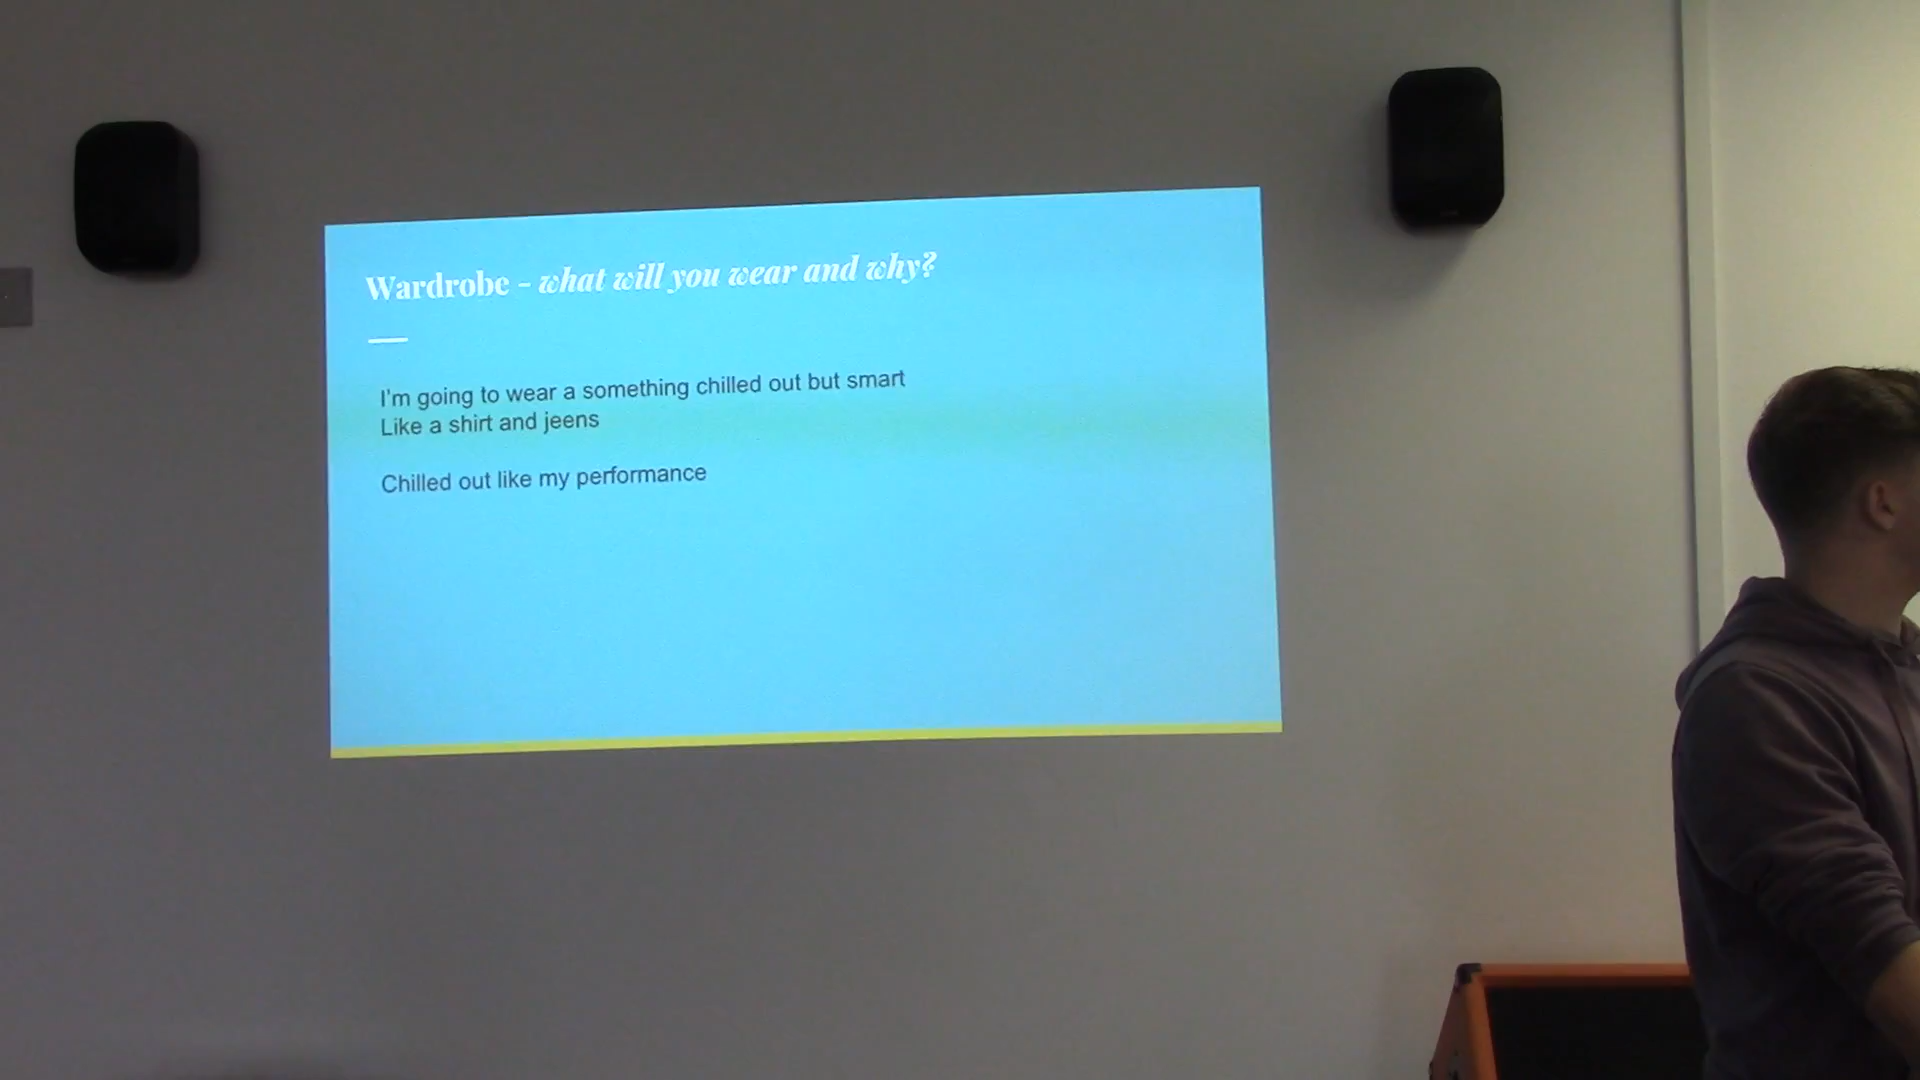 Wardrobe - what will you wear and why?
I'm going to wear a something chilled out but smart
Like a shirt and jeens
Chilled out like my performance